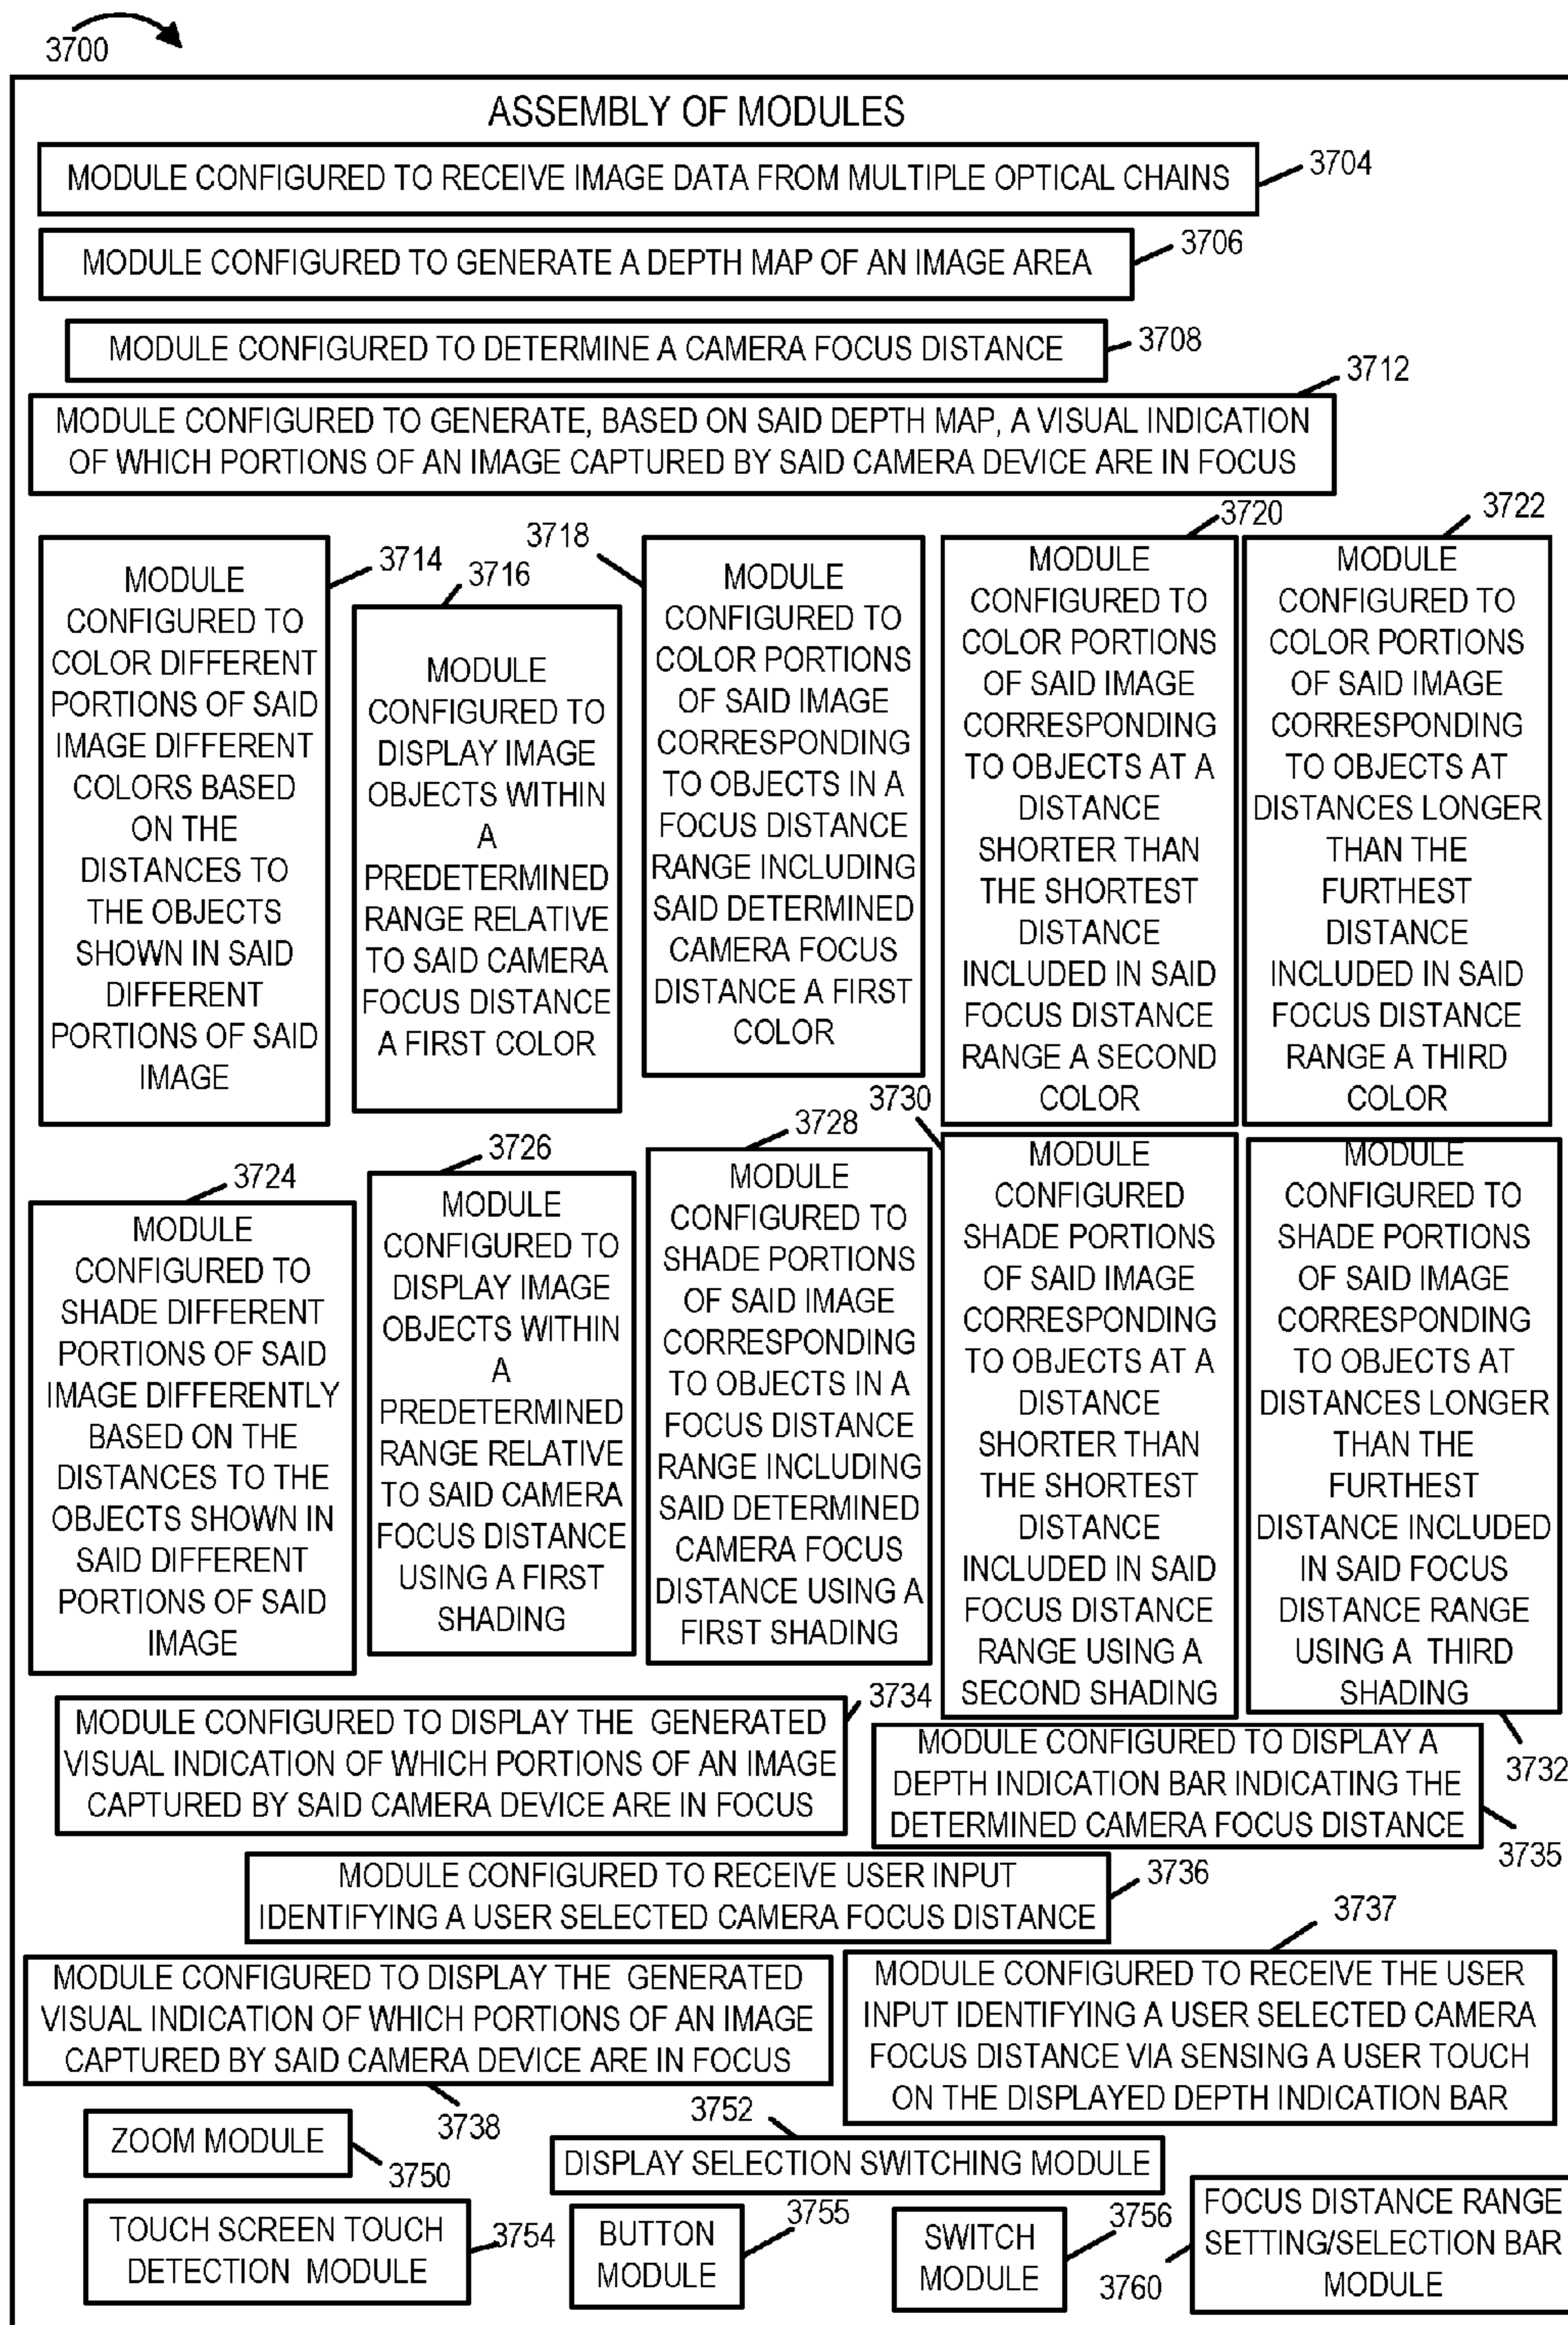 3700
ASSEMBLY OF MODULES
MODULE CONFIGURED TO RECEIVE IMAGE DATA FROM MULTIPLE OPTICAL CHAINS
3704
MODULE CONFIGURED TO GENERATE A DEPTH MAP OF AN IMAGE AREA
3706
MODULE CONFIGURED TO DETERMINE A CAMERA FOCUS DISTANCE
3708
3712
MODULE CONFIGURED TO GENERATE, BASED ON SAID DEPTH MAP, A VISUAL INDICATION
OF WHICH PORTIONS OF AN IMAGE CAPTURED BY SAID CAMERA DEVICE ARE IN FOCUS
3714
MODULE
CONFIGURED TO
COLOR DIFFERENT
PORTIONS OF SAID
IMAGE DIFFERENT
COLORS BASED
ON THE
DISTANCES TO
THE OBJECTS
SHOWN IN SAID
DIFFERENT
PORTIONS OF SAID
IMAGE
3716
MODULE
CONFIGURED TO
DISPLAY IMAGE
OBJECTS WITHIN
A
PREDETERMINED
RANGE RELATIVE
TO SAID CAMERA
FOCUS DISTANCE
A FIRST COLOR
3718
MODULE
CONFIGURED TO
COLOR PORTIONS
OF SAID IMAGE
CORRESPONDING
TO OBJECTS IN A
FOCUS DISTANCE
RANGE INCLUDING
SAID DETERMINED
CAMERA FOCUS
DISTANCE A FIRST
COLOR
3720
MODULE
CONFIGURED TO
COLOR PORTIONS
OF SAID IMAGE
CORRESPONDING
TO OBJECTS AT A
DISTANCE
SHORTER THAN
THE SHORTEST
DISTANCE
INCLUDED IN SAID
FOCUS DISTANCE
RANGE A SECOND
COLOR
3722
MODULE
CONFIGURED TO
COLOR PORTIONS
OF SAID IMAGE
CORRESPONDING
TO OBJECTS AT
DISTANCES LONGER
THAN THE
FURTHEST
DISTANCE
INCLUDED IN SAID
FOCUS DISTANCE
RANGE A THIRD
COLOR
3724
MODULE
CONFIGURED TO
SHADE DIFFERENT
PORTIONS OF SAID
IMAGE DIFFERENTLY
BASED ON THE
DISTANCES TO THE
OBJECTS SHOWN IN
SAID DIFFERENT
PORTIONS OF SAID
IMAGE
3726
MODULE
CONFIGURED TO
DISPLAY IMAGE
OBJECTS WITHIN
A
PREDETERMINED
RANGE RELATIVE
TO SAID CAMERA
FOCUS DISTANCE
USING A FIRST
SHADING
3728
MODULE
CONFIGURED TO
SHADE PORTIONS
OF SAID IMAGE
CORRESPONDING
TO OBJECTS IN A
FOCUS DISTANCE
RANGE INCLUDING
SAID DETERMINED
CAMERA FOCUS
DISTANCE USING A
FIRST SHADING
3730
MODULE
CONFIGURED
SHADE PORTIONS
OF SAID IMAGE
CORRESPONDING
TO OBJECTS AT A
DISTANCE
SHORTER THAN
THE SHORTEST
DISTANCE
INCLUDED IN SAID
FOCUS DISTANCE
RANGE USING A
SECOND SHADING
MODULE
CONFIGURED TO
SHADE PORTIONS
OF SAID IMAGE
CORRESPONDING
TO OBJECTS AT
DISTANCES LONGER
THAN THE
FURTHEST
DISTANCE INCLUDED
IN SAID FOCUS
DISTANCE RANGE
USING A THIRD
SHADING
3732
3734
MODULE CONFIGURED TO DISPLAY THE GENERATED
VISUAL INDICATION OF WHICH PORTIONS OF AN IMAGE
CAPTURED BY SAID CAMERA DEVICE ARE IN FOCUS
MODULE CONFIGURED TO DISPLAY A
DEPTH INDICATION BAR INDICATING THE
DETERMINED CAMERA FOCUS DISTANCE
3735
MODULE CONFIGURED TO RECEIVE USER INPUT
IDENTIFYING A USER SELECTED CAMERA FOCUS DISTANCE
3736
3737
MODULE CONFIGURED TO DISPLAY THE GENERATED
VISUAL INDICATION OF WHICH PORTIONS OF AN IMAGE
CAPTURED BY SAID CAMERA DEVICE ARE IN FOCUS
3738
MODULE CONFIGURED TO RECEIVE THE USER
INPUT IDENTIFYING A USER SELECTED CAMERA
FOCUS DISTANCE VIA SENSING A USER TOUCH
ON THE DISPLAYED DEPTH INDICATION BAR
ZOOM MODULE
3750
3752
DISPLAY SELECTION SWITCHING MODULE
TOUCH SCREEN TOUCH
DETECTION MODULE
3754
BUTTON
MODULE
3755
SWITCH
MODULE
3756
FOCUS DISTANCE RANGE
SETTING/SELECTION BAR
MODULE
3760